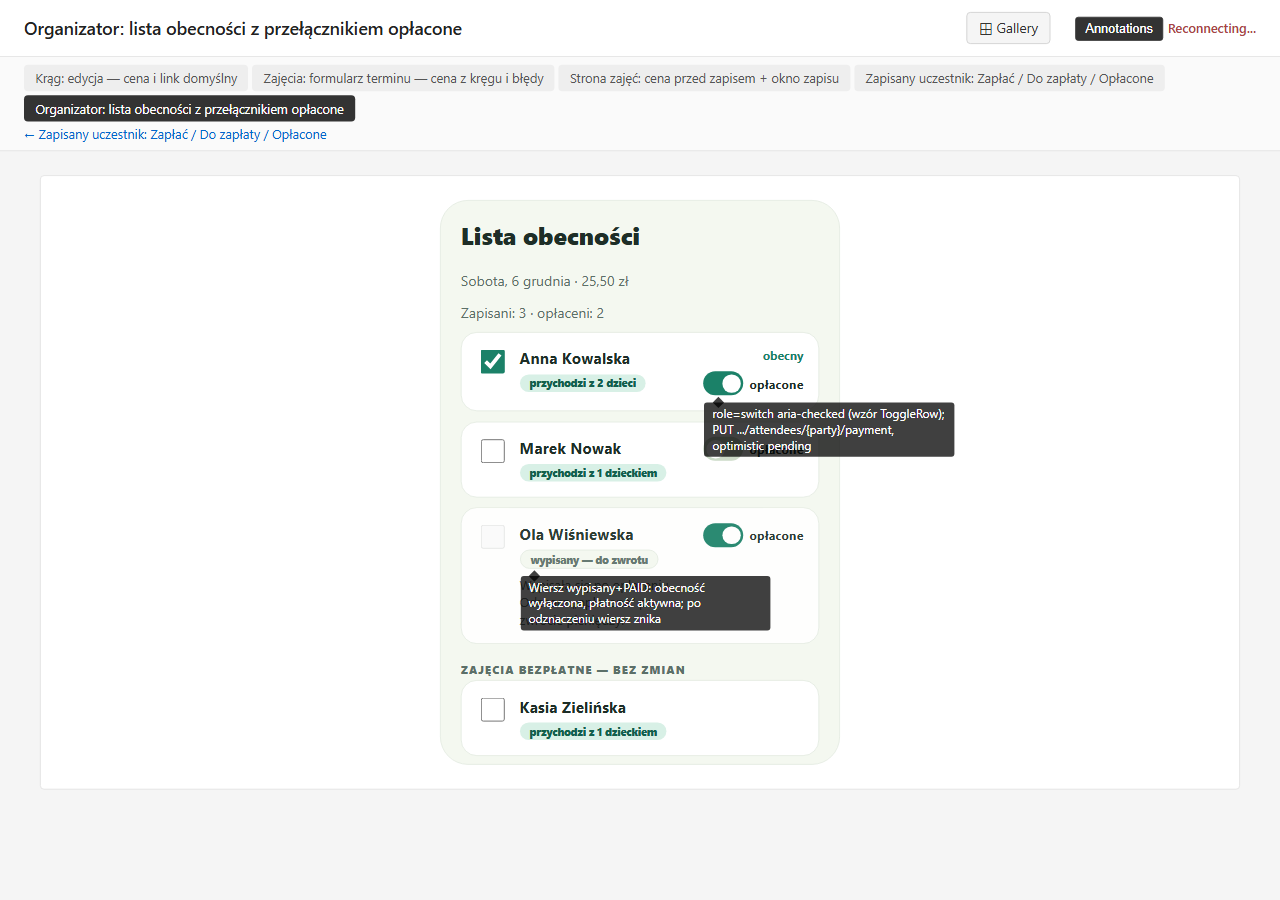 Organizator: lista obecności z przełącznikiem opłacone
Gallery
Annotations
Reconnecting...
Krąg: edycja — cena i link domyślny
Zajęcia: formularz terminu — cena z kręgu i błędy
Strona zajęć: cena przed zapisem + okno zapisu
Zapisany uczestnik: Zapłać / Do zapłaty / Opłacone
Organizator: lista obecności z przełącznikiem opłacone
← Zapisany uczestnik: Zapłać / Do zapłaty / Opłacone
Lista obecności
Sobota, 6 grudnia · 25,50 zł
Zapisani: 3 · opłaceni: 2
Anna Kowalska
obecny
przychodzi z 2 dzieci
opłacone
role=switch aria-checked (wzór ToggleRow);
PUT .../attendees/{party}/payment,
optimistic pending
Marek Nowak
opłacone
przychodzi z 1 dzieckiem
Ola Wiśniewska
opłacone
wypisany — do zwrotu
Wiersz wypisany+PAID: obecność
wyłączona, płatność aktywna; po
odznaczeniu wiersz znika
ZAJĘCIA BEZPŁATNE — BEZ ZMIAN
Kasia Zielińska
przychodzi z 1 dzieckiem